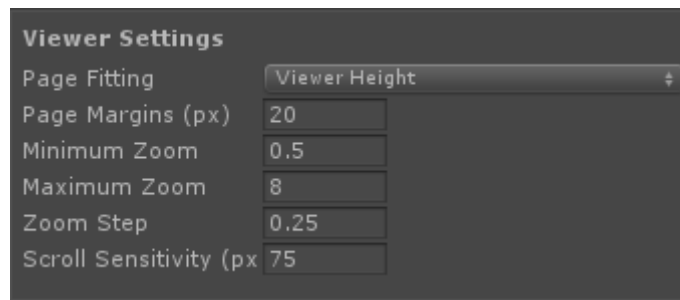 Viewer Settings
Page Fitting Viewer Height
Page Margins (px) 20
Minimum Zoom 0.5
Maximum Zoom 8
Zoom Step 0.25
Scroll Sensitivity (px 75